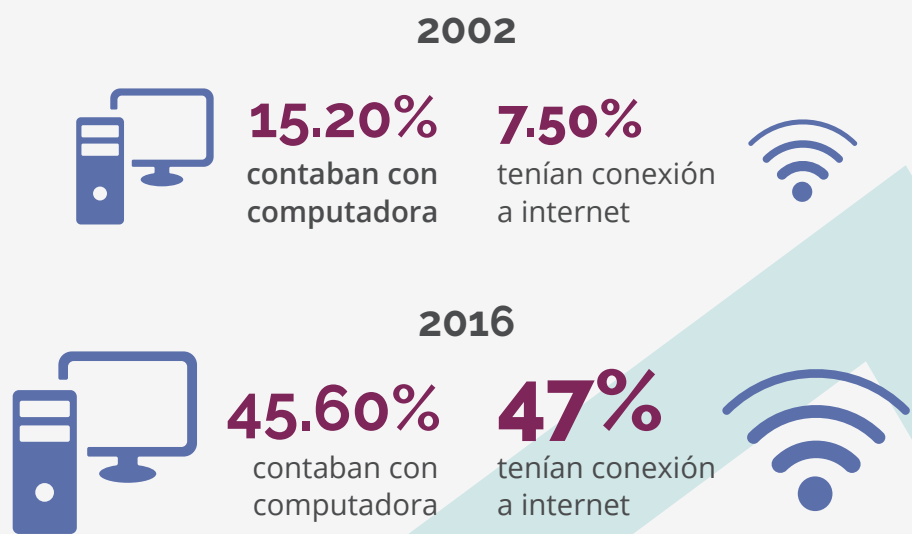 2002
15.20%
contaban con
computadora
7.50%
tenían conexión
a internet
2016
45.60%
contaban con
computadora
47%
tenían conexión
a internet